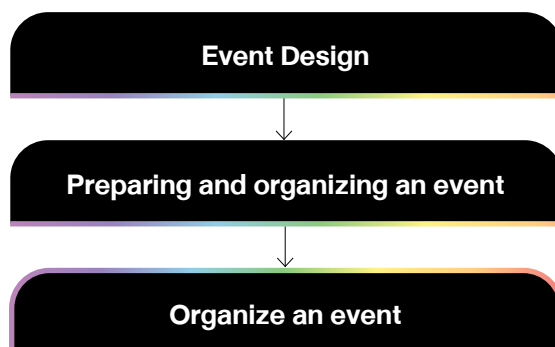 Event Design
Preparing and organizing an event
Organize an event